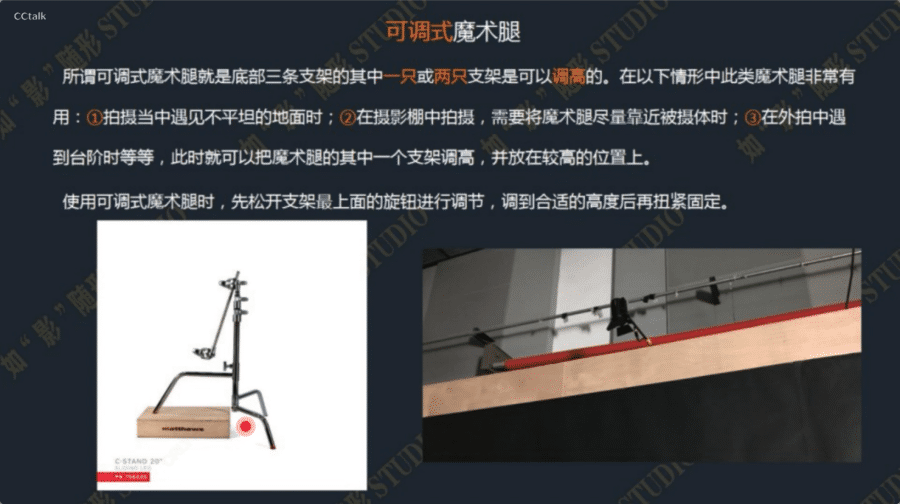 CCtalk
可调式魔术腿
所谓可调式魔术腿就是底部三条支架的其中一只或两只支架是可以调高的。在以下情形中此类魔术腿非常有
用：①拍摄当中遇见不平坦的地面时；②在摄影棚中拍摄，需要将魔术腿尽量靠近被摄体时；③在外拍中遇
到台阶时等等，此时就可以把魔术腿的其中一个支架调高，并放在较高的位置上。
使用可调式魔术腿时，先松开支架最上面的旋钮进行调节，调到合适的高度后再扭紧固定。
matthews
C-STAND 20"
如“影”随形 STUDIO